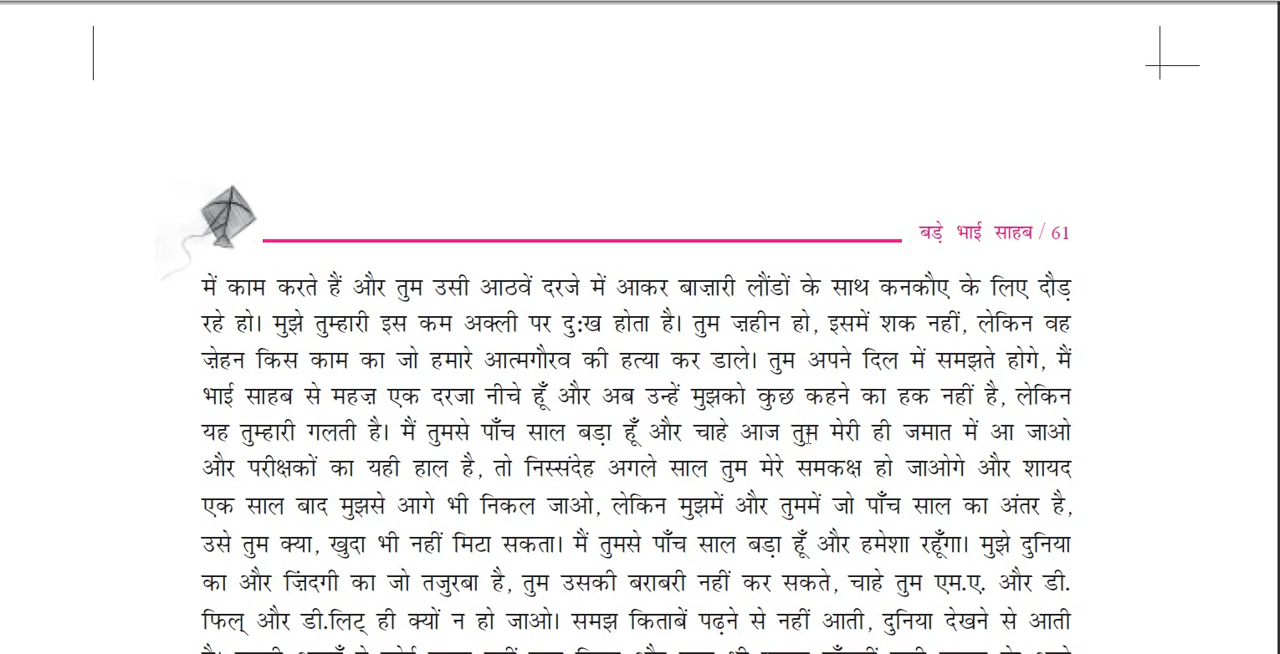 बड़े भाई साहब / 61
में काम करते हैं और तुम उसी आठवें दरजे में आकर बाज़ारी लौंडों के साथ कनकौए के लिए दौड़
रहे हो। मुझे तुम्हारी इस कम अक्ली पर दुःख होता है। तुम ज़हीन हो, इसमें शक नहीं, लेकिन वह
ज़ेहन किस काम का जो हमारे आत्मगौरव की हत्या कर डाले। तुम अपने दिल में समझते होगे, मैं
भाई साहब से महज़ एक दरजा नीचे हूँ और अब उन्हें मुझको कुछ कहने का हक नहीं है, लेकिन
यह तुम्हारी गलती है। मैं तुमसे पाँच साल बड़ा हूँ और चाहे आज तुम मेरी ही जमात में आ जाओ
और परीक्षकों का यही हाल है, तो निस्संदेह अगले साल तुम मेरे समकक्ष हो जाओगे और शायद
एक साल बाद मुझसे आगे भी निकल जाओ, लेकिन मुझमें और तुममें जो पाँच साल का अंतर है,
उसे तुम क्या, खुदा भी नहीं मिटा सकता। मैं तुमसे पाँच साल बड़ा हूँ और हमेशा रहूँगा। मुझे दुनिया
का और ज़िंदगी का जो तजुरबा है, तुम उसकी बराबरी नहीं कर सकते, चाहे तुम एम.ए. और डी.
फिल् और डी.लिट् ही क्यों न हो जाओ। समझ किताबें पढ़ने से नहीं आती, दुनिया देखने से आती